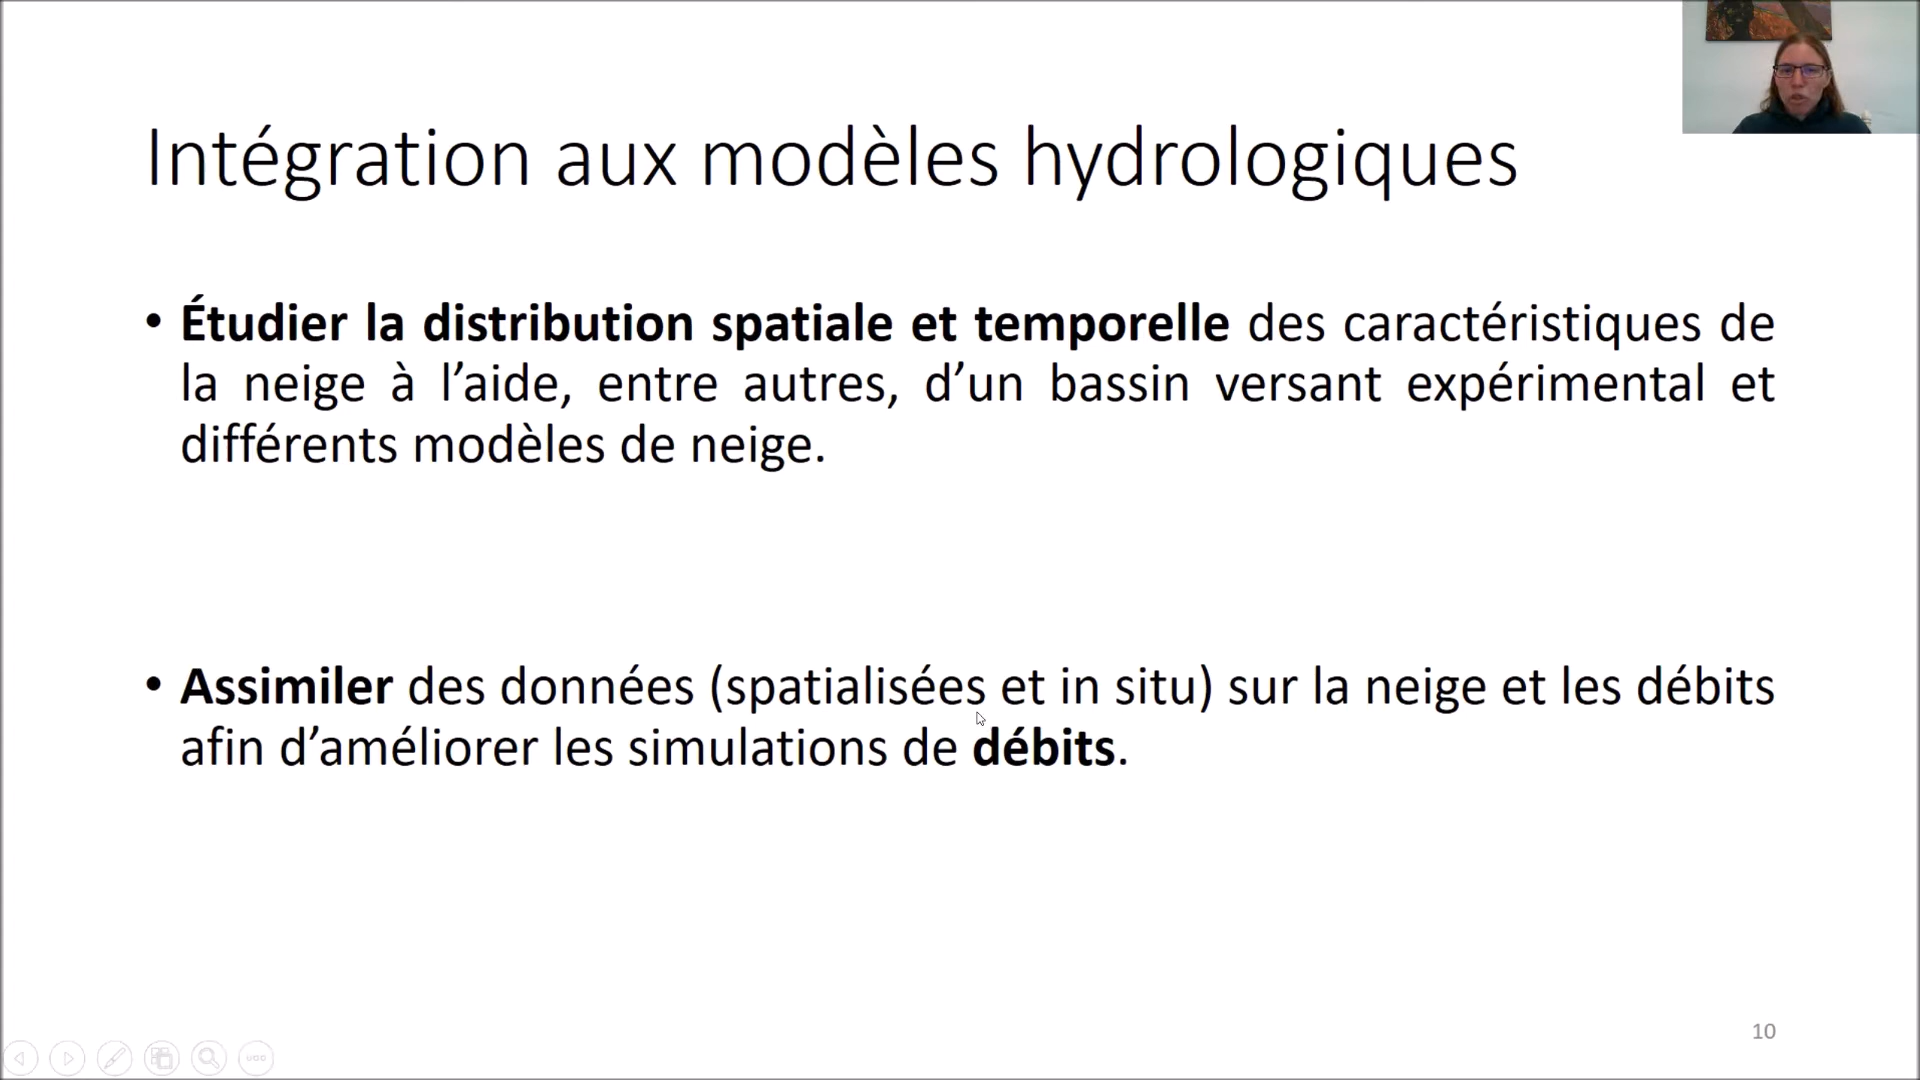 Intégration aux modèles hydrologiques
• Étudier la distribution spatiale et temporelle des caractéristiques de
la neige à l’aide, entre autres, d’un bassin versant expérimental et
différents modèles de neige.
• Assimiler des données (spatialisées et in situ) sur la neige et les débits
afin d’améliorer les simulations de débits.
10